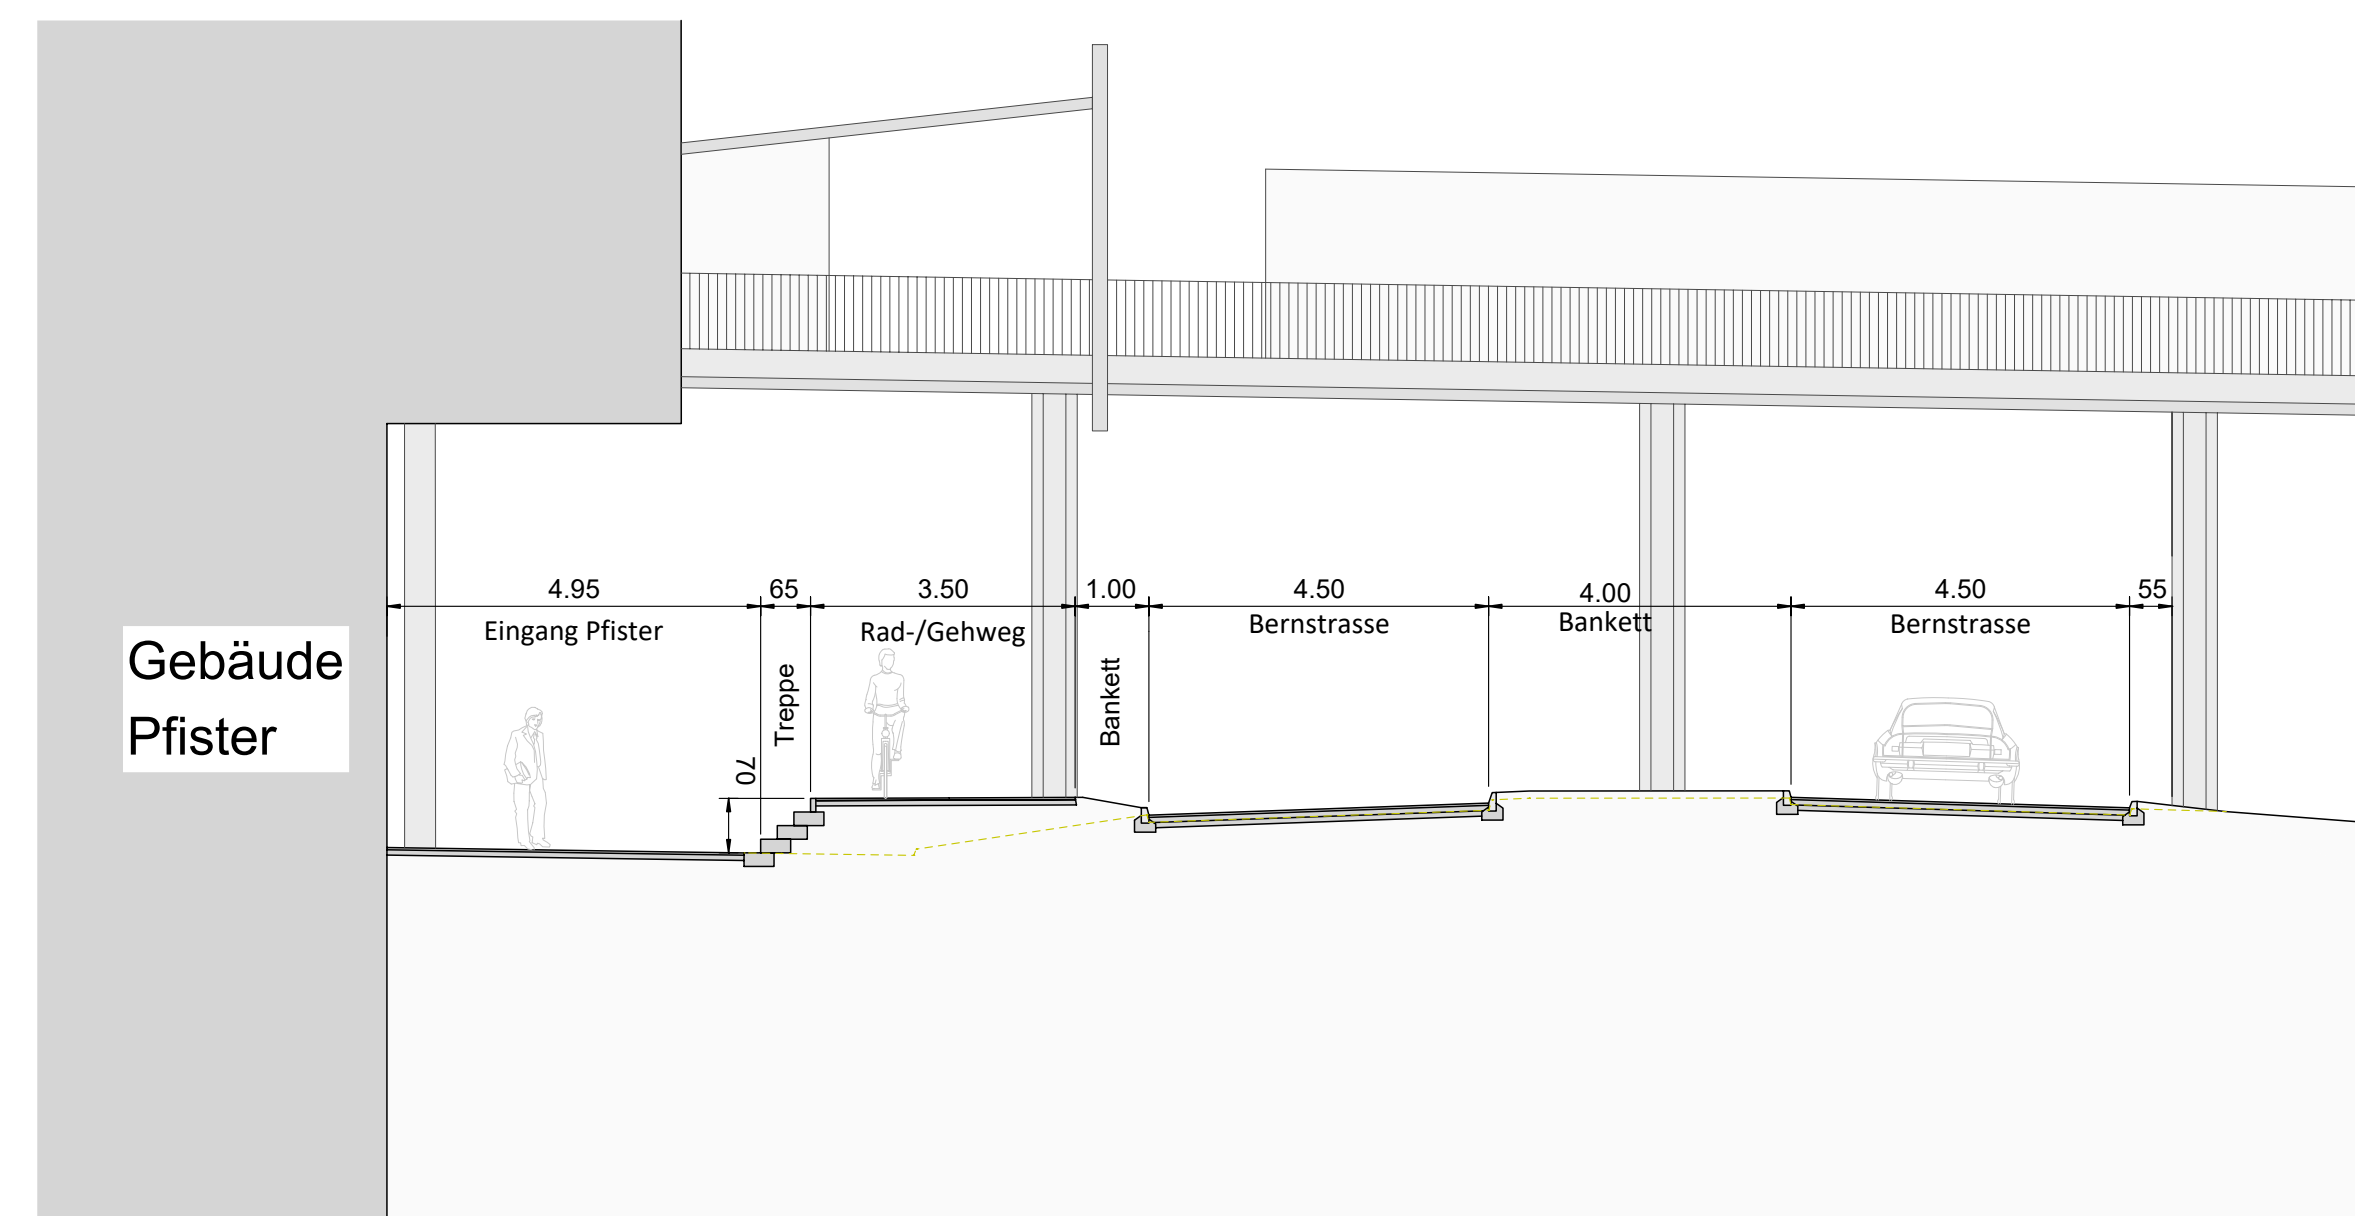 4.95
65
3.50
1.00
4.50
4.00
4.50
55
Eingang Pfister
Rad-/Gehweg
Bernstrasse
Bankett
Bernstrasse
Gebäude
Pfister
Treppe
Bankett
70